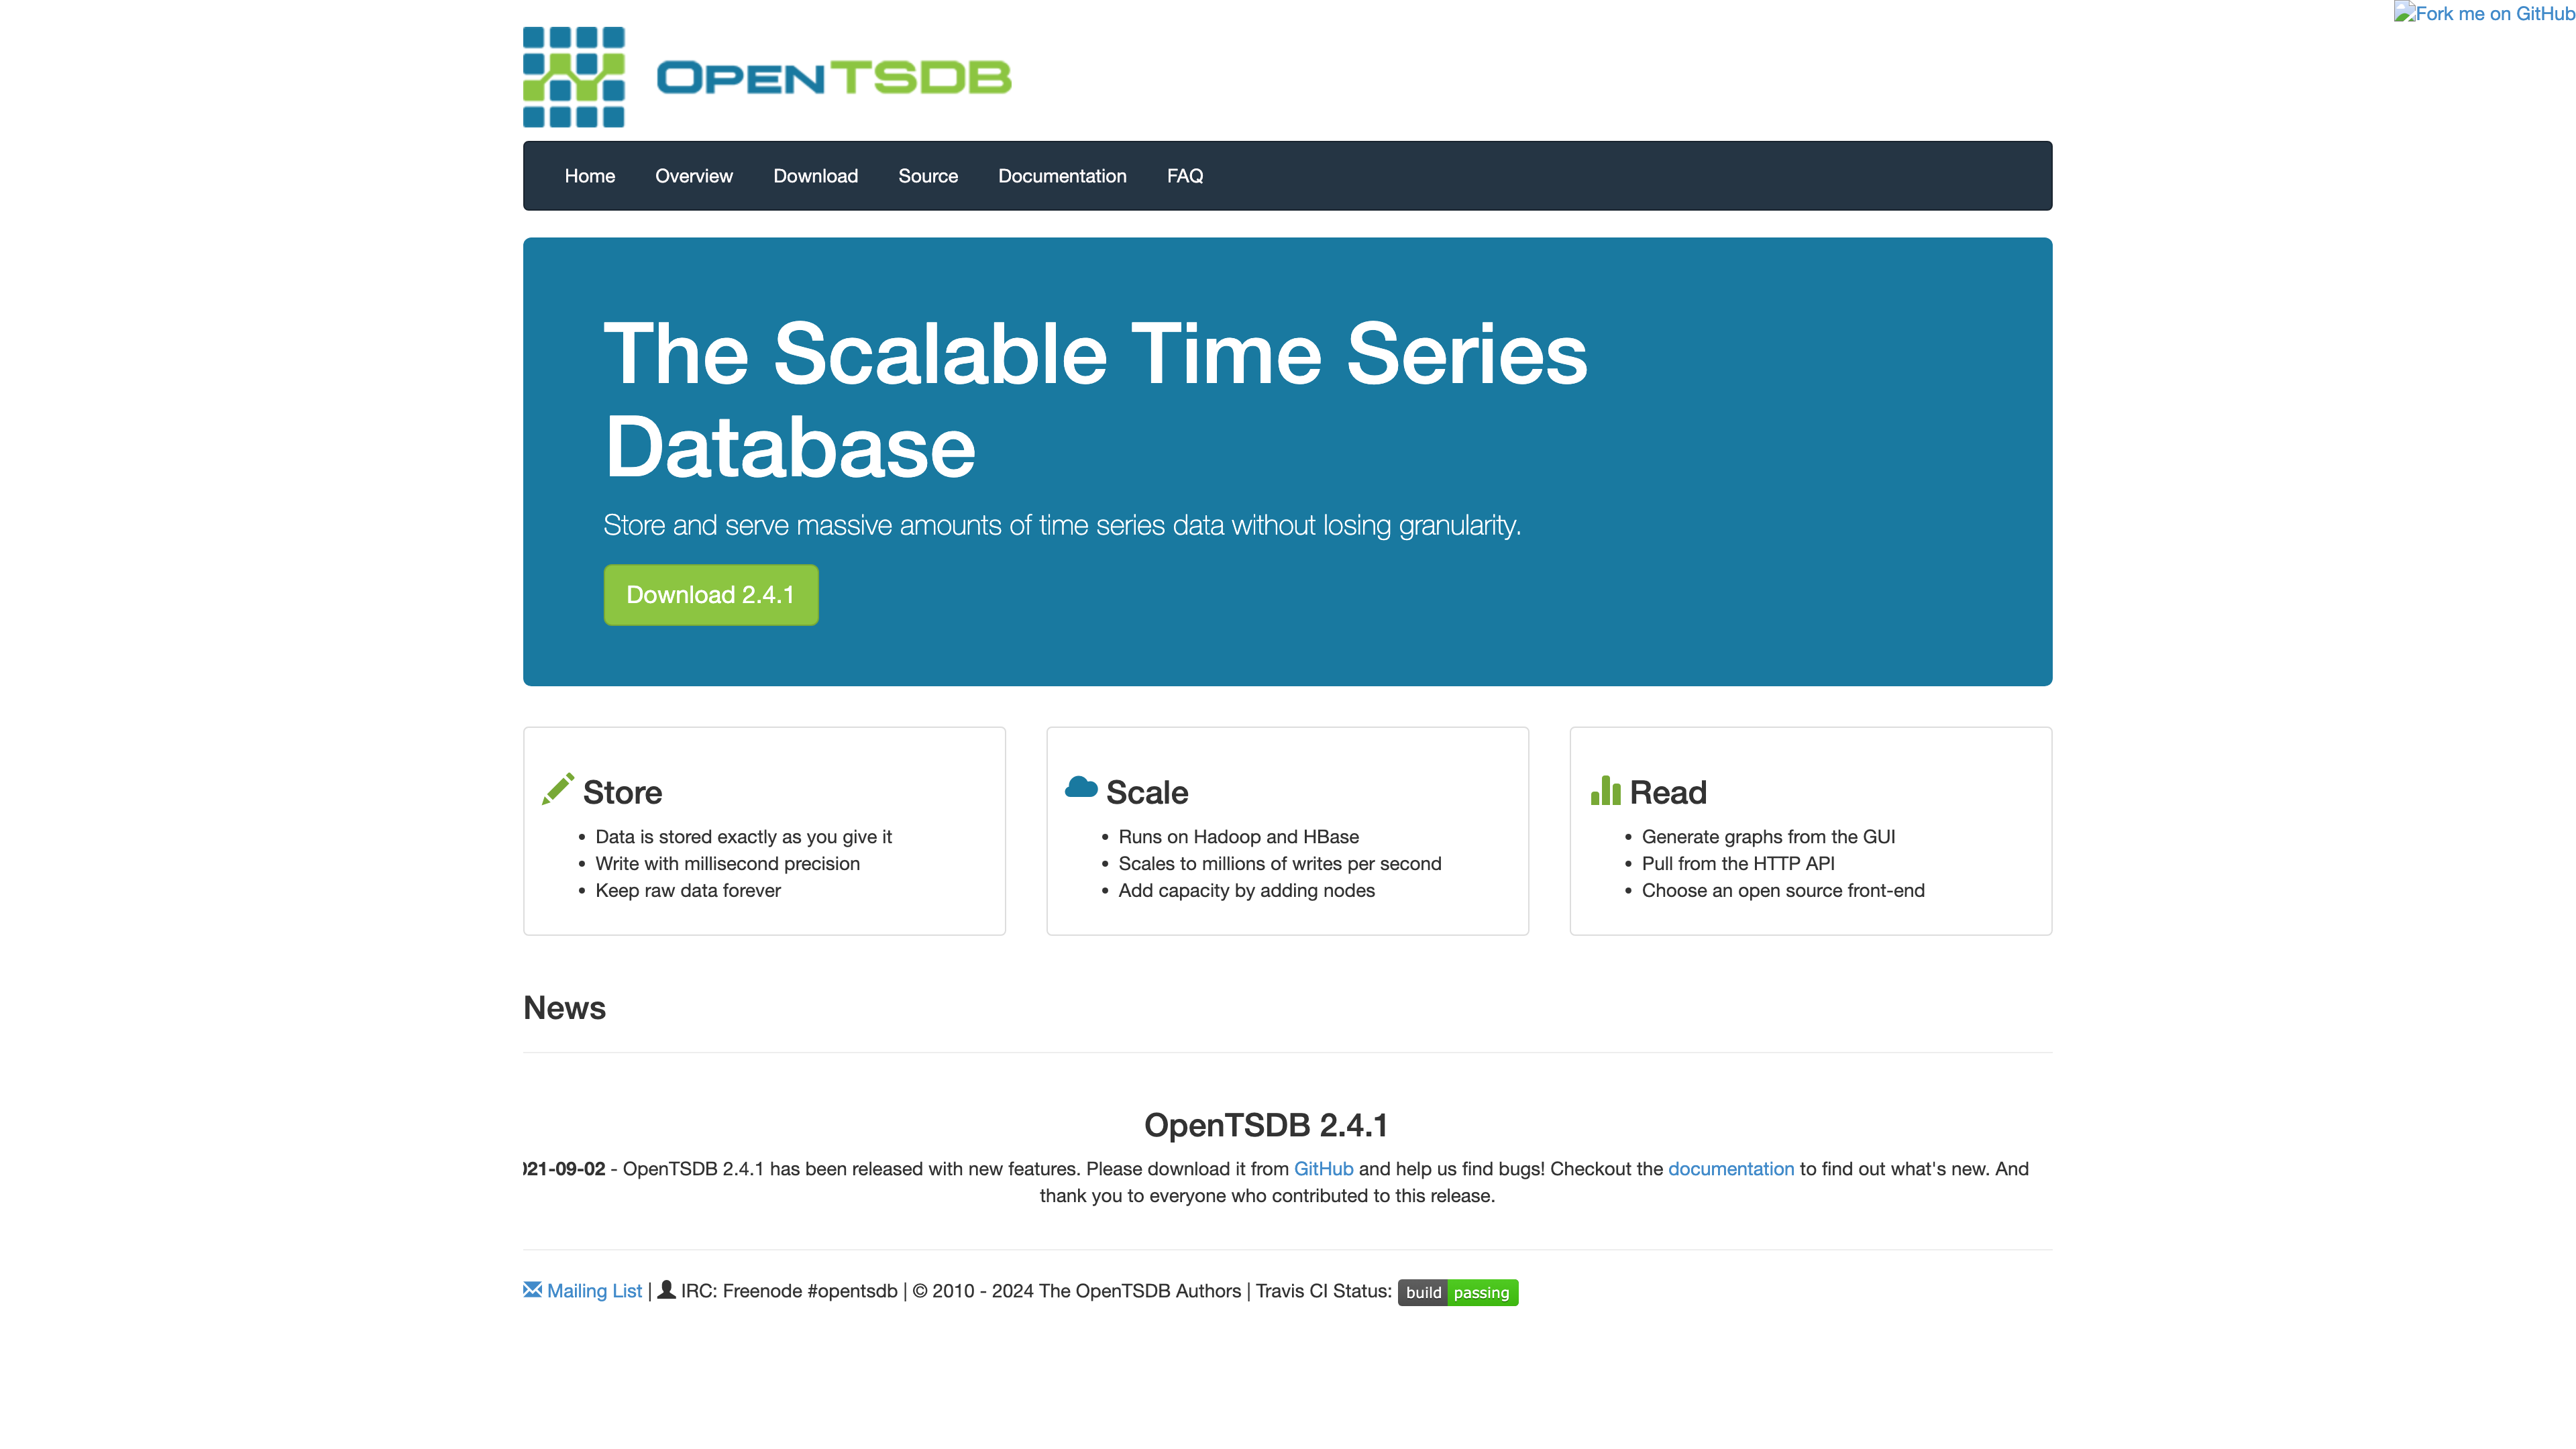 Fork me on GitHub
OPENTSDB
Home Overview Download Source Documentation FAQ
The Scalable Time Series
Database
Store and serve massive amounts of time series data without losing granularity.
Download 2.4.1
Store
• Data is stored exactly as you give it
• Write with millisecond precision
• Keep raw data forever
Scale
• Runs on Hadoop and HBase
• Scales to millions of writes per second
• Add capacity by adding nodes
Read
• Generate graphs from the GUI
• Pull from the HTTP API
• Choose an open source front-end
News
OpenTSDB 2.4.1
021-09-02 - OpenTSDB 2.4.1 has been released with new features. Please download it from GitHub and help us find bugs! Checkout the documentation to find out what's new. And
thank you to everyone who contributed to this release.
Mailing List | IRC: Freenode #opentsdb | © 2010 - 2024 The OpenTSDB Authors | Travis CI Status: build passing